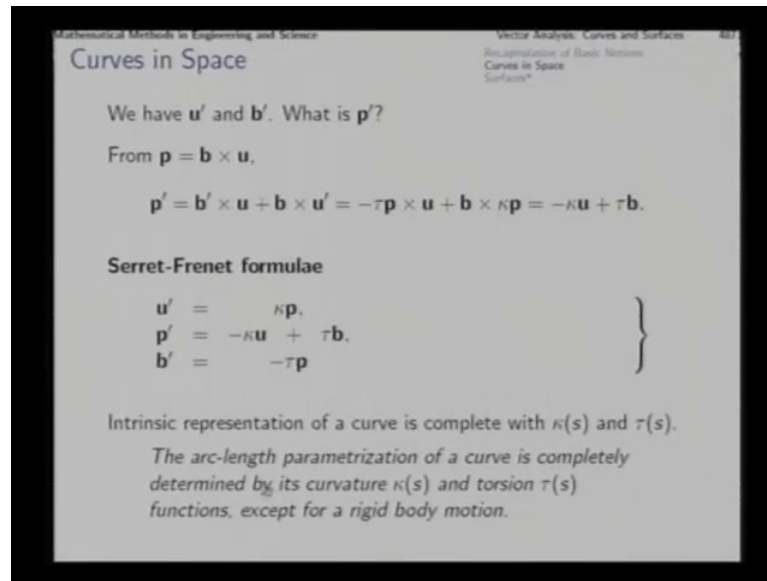 Mathematical Methods in Engineering and Science
Vector Analysis: Curves and Surfaces
487
Curves in Space
Recapitulation of Basic Notions
Curves in Space
Surfaces*
We have u′ and b′. What is p′?
From p = b × u,
p′ = b′ × u + b × u′ = −τp × u + b × κp = −κu + τb.
Serret-Frenet formulae
u′ = κp,
p′ = −κu + τb,
b′ = −τp
Intrinsic representation of a curve is complete with κ(s) and τ(s).
The arc-length parametrization of a curve is completely
determined by its curvature κ(s) and torsion τ(s)
functions, except for a rigid body motion.